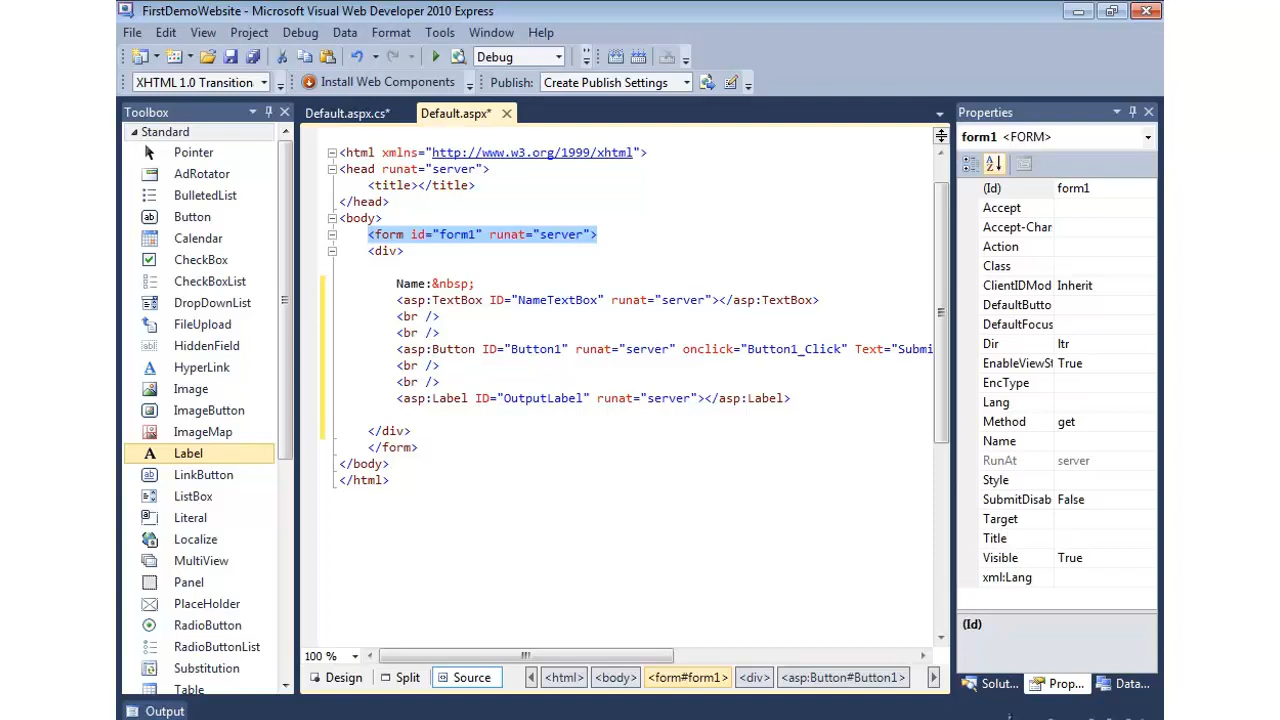 FirstDemoWebsite - Microsoft Visual Web Developer 2010 Express
File Edit View Project Debug Data Format Tools Window Help
Debug
XHTML 1.0 Transition Install Web Components Publish: Create Publish Settings
Toolbox
Standard
Pointer
AdRotator
BulletedList
Button
Calendar
CheckBox
CheckBoxList
DropDownList
FileUpload
HiddenField
HyperLink
Image
ImageButton
ImageMap
Label
LinkButton
ListBox
Literal
Localize
MultiView
Panel
PlaceHolder
RadioButton
RadioButtonList
Substitution
Table
Default.aspx.cs* Default.aspx*
<html xmlns="http://www.w3.org/1999/xhtml">
<head runat="server">
<title></title>
</head>
<body>
<form id="form1" runat="server">
<div>
Name:&nbsp;
<asp:TextBox ID="NameTextBox" runat="server"></asp:TextBox>
<br />
<br />
<asp:Button ID="Button1" runat="server" onclick="Button1_Click" Text="Submi
<br />
<br />
<asp:Label ID="OutputLabel" runat="server"></asp:Label>
</div>
</form>
</body>
</html>
100 %
Design Split Source <html> <body> <form#form1> <div> <asp:Button#Button1>
Properties
form1 <FORM>
(Id) form1
Accept
Accept-Char
Action
Class
ClientIDMod Inherit
DefaultButto
DefaultFocus
Dir ltr
EnableViewSt True
EncType
Lang
Method get
Name
RunAt server
Style
SubmitDisab False
Target
Title
Visible True
xml:Lang
(Id)
Solut... Prop... Data...
Output